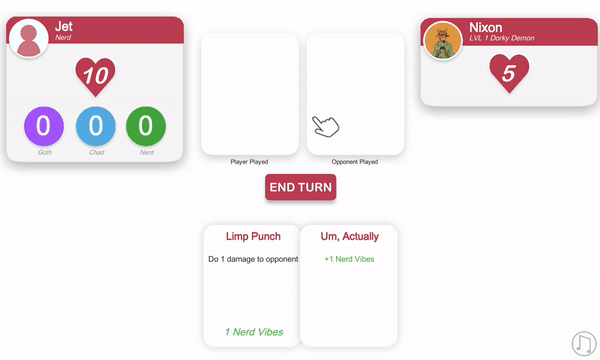 Jet
Nerd
10
0
0
0
Goth
Chad
Nerd
Nixon
LVL 1 Dorky Demon
5
Player Played
Opponent Played
END TURN
Limp Punch
Do 1 damage to opponent
1 Nerd Vibes
Um, Actually
+1 Nerd Vibes